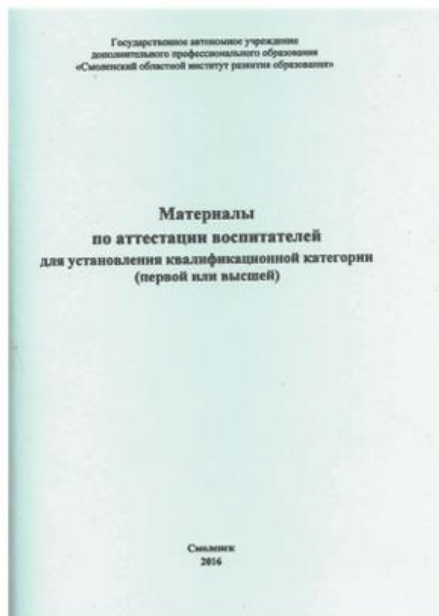 Государственное автономное учреждение
дополнительного профессионального образования
«Смоленский областной институт развития образования»
Материалы
по аттестации воспитателей
для установления квалификационной категории
(первой или высшей)
Смоленск
2016